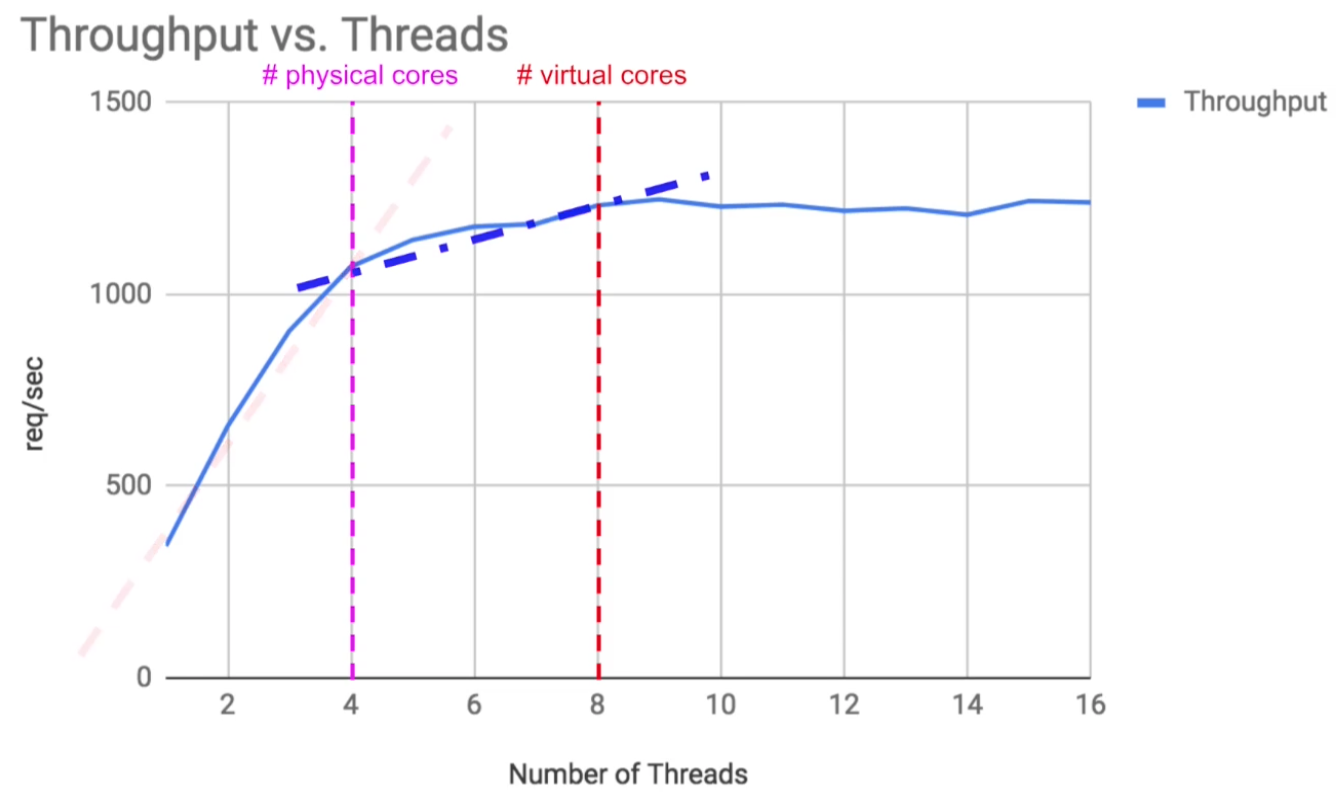 Throughput vs. Threads
# physical cores
# virtual cores
Throughput
1500
1000
500
0
req/sec
2
4
6
8
10
12
14
16
Number of Threads